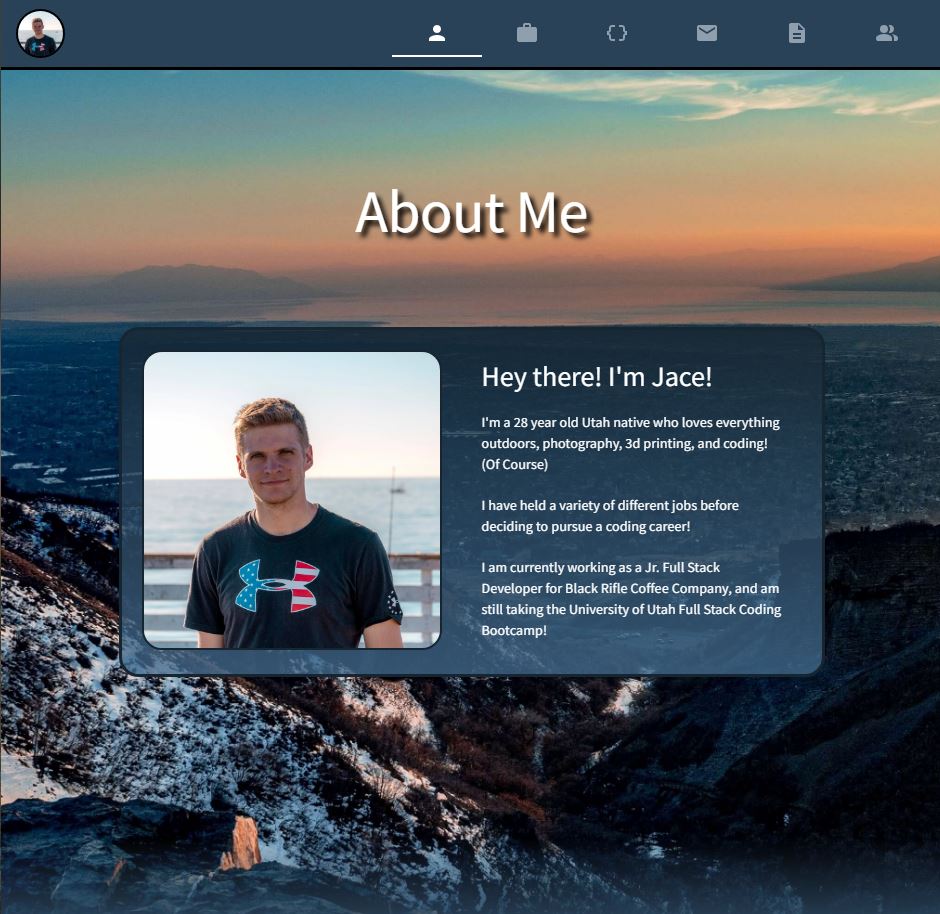 About Me
Hey there! I'm Jace!
I'm a 28 year old Utah native who loves everything
outdoors, photography, 3d printing, and coding!
(Of Course)
I have held a variety of different jobs before
deciding to pursue a coding career!
I am currently working as a Jr. Full Stack
Developer for Black Rifle Coffee Company, and am
still taking the University of Utah Full Stack Coding
Bootcamp!